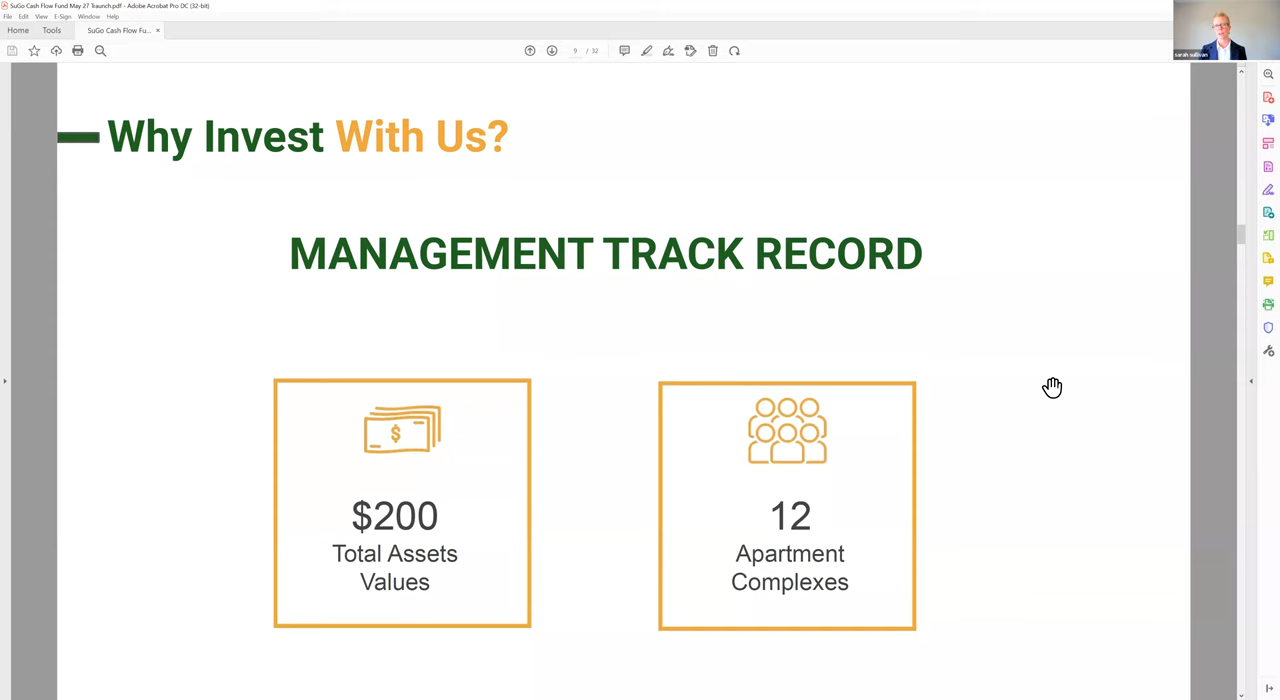 SuGo Cash Flow Fund May 27 Traunch.pdf - Adobe Acrobat Pro DC (32-bit)
File Edit View E-Sign Window Help
Home Tools SuGo Cash Flow Fu... ×
9 / 32
sarah sullivan
Why Invest With Us?
MANAGEMENT TRACK RECORD
$
$200
Total Assets
Values
12
Apartment
Complexes